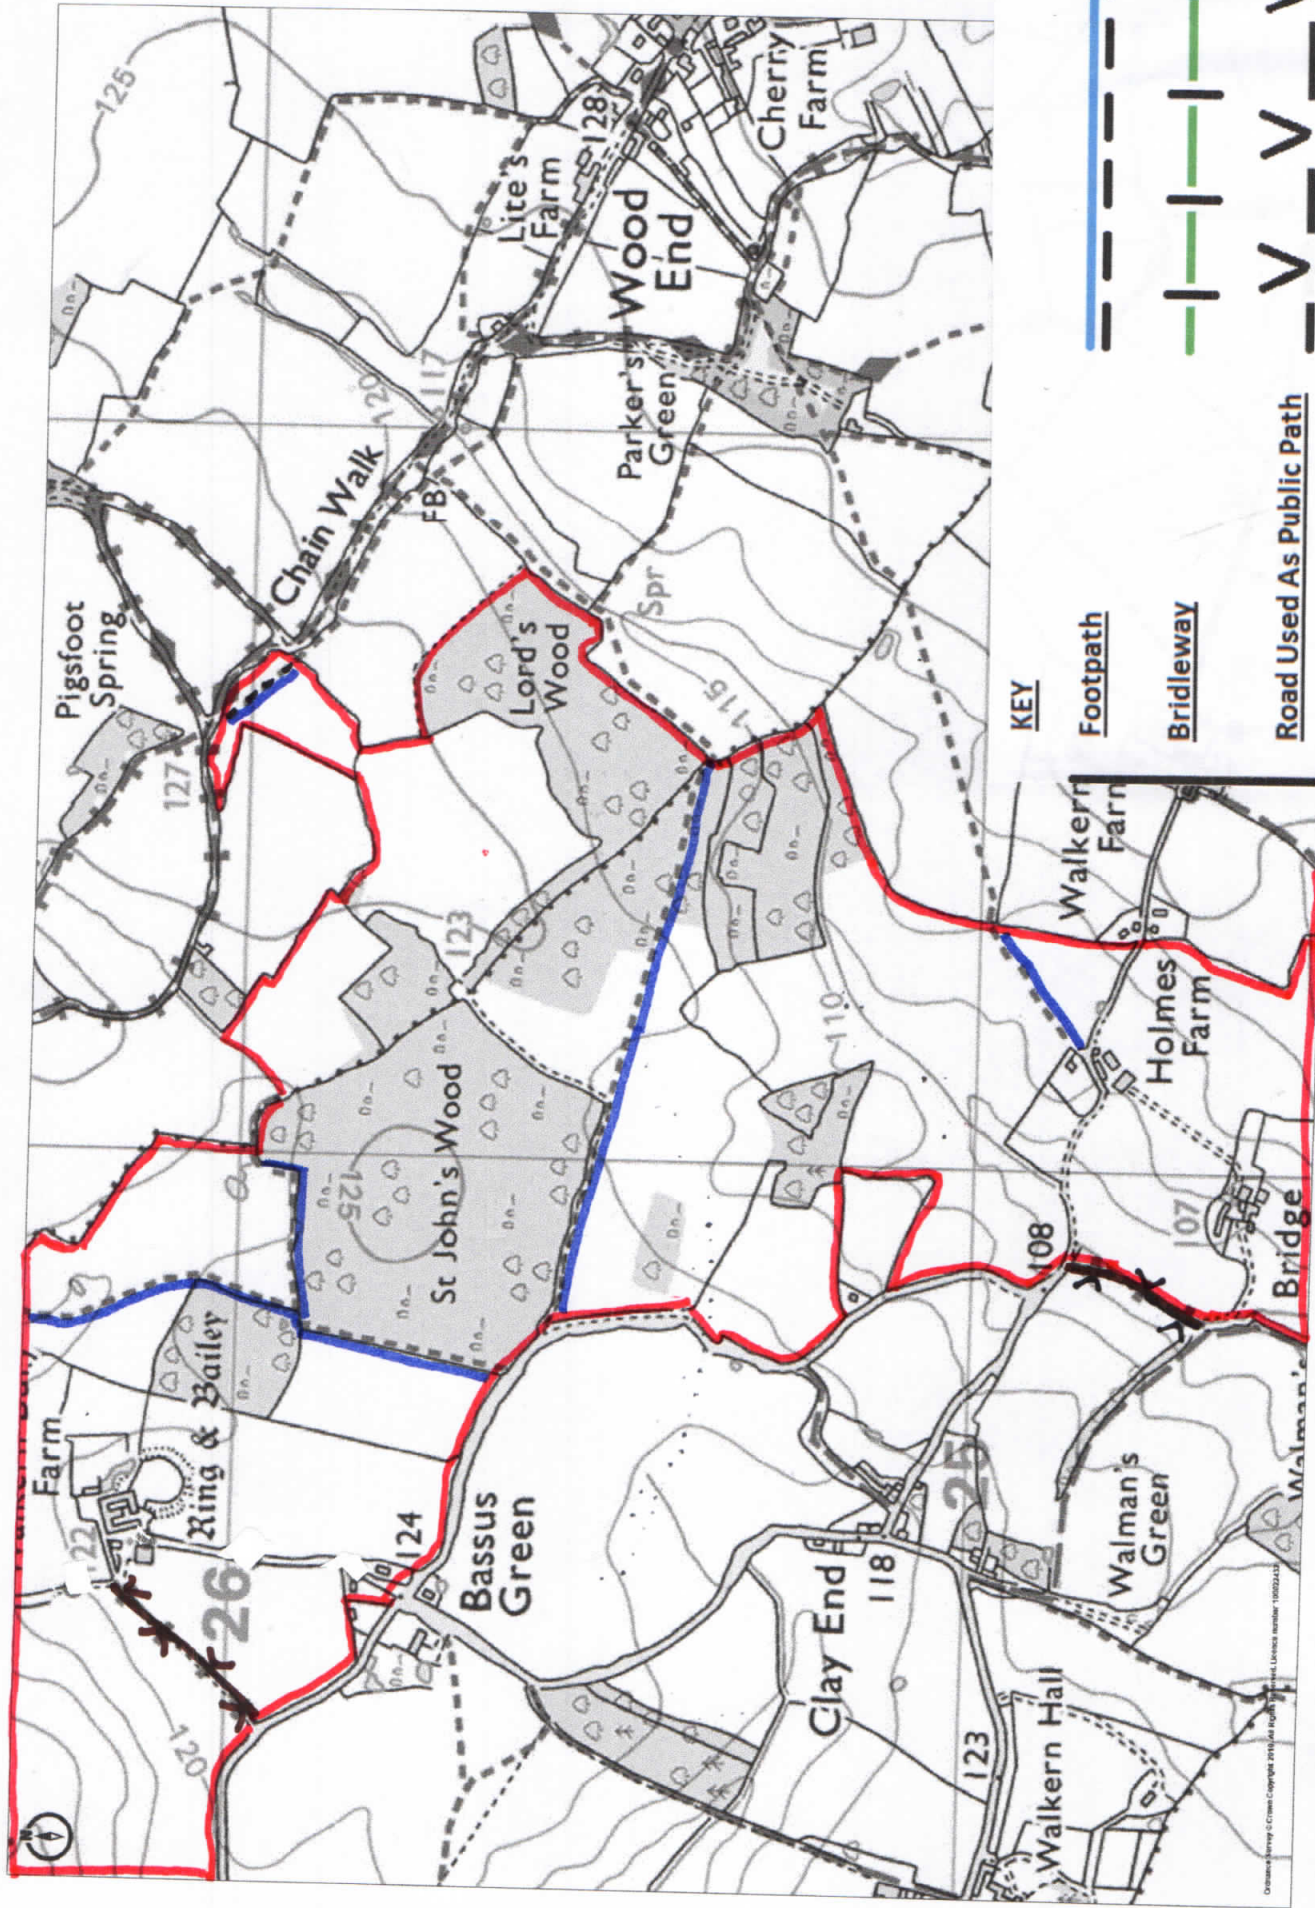 125
Pigsfoot
Spring
127
Chain Walk
120
117
FB
Lite's
Farm
128
Cherry
Farm
Wood
End
Parker's
Green
Lord's
Wood
Spr
115
123
St John's Wood
125
110
Farm
122
Ring & Bailey
26
120
N
124
Bassus
Green
Clay End
118
25
123
Walkern Hall
Walman's
Green
108
107
Bridge
Holmes
Farm
Walkern
Farm
KEY
Footpath
Bridleway
Road Used As Public Path